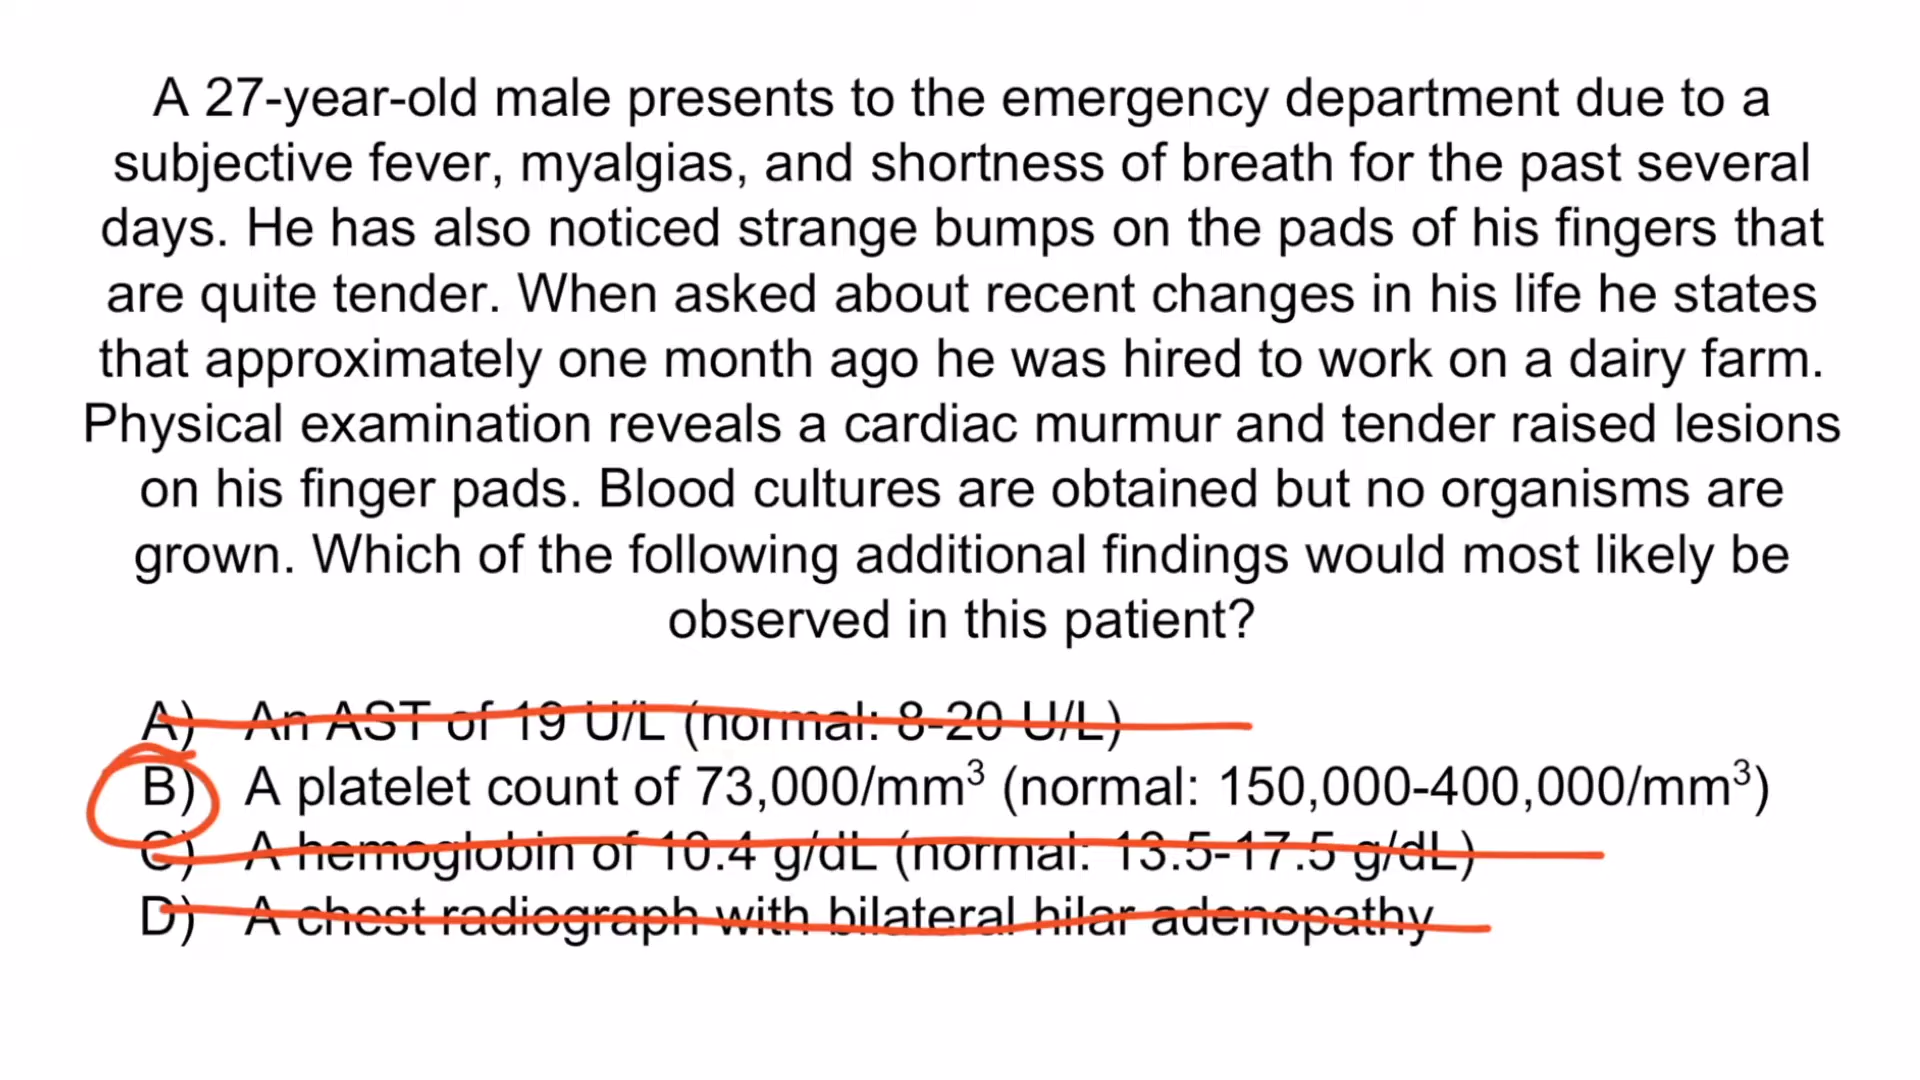 A 27-year-old male presents to the emergency department due to a
subjective fever, myalgias, and shortness of breath for the past several
days. He has also noticed strange bumps on the pads of his fingers that
are quite tender. When asked about recent changes in his life he states
that approximately one month ago he was hired to work on a dairy farm.
Physical examination reveals a cardiac murmur and tender raised lesions
on his finger pads. Blood cultures are obtained but no organisms are
grown. Which of the following additional findings would most likely be
observed in this patient?
A) An AST of 19 U/L (normal: 8-20 U/L)
B) A platelet count of 73,000/mm³ (normal: 150,000-400,000/mm³)
C) A hemoglobin of 10.4 g/dL (normal: 13.5-17.5 g/dL)
D) A chest radiograph with bilateral hilar adenopathy